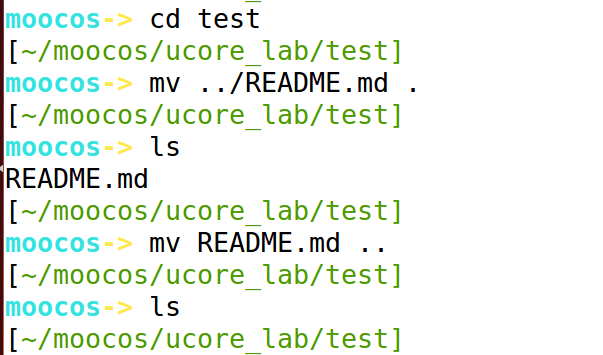 moocos-> cd test
[~/moocos/ucore_lab/test]
moocos-> mv ../README.md .
[~/moocos/ucore_lab/test]
moocos-> ls
README.md
[~/moocos/ucore_lab/test]
moocos-> mv README.md ..
[~/moocos/ucore_lab/test]
moocos-> ls
[~/moocos/ucore_lab/test]